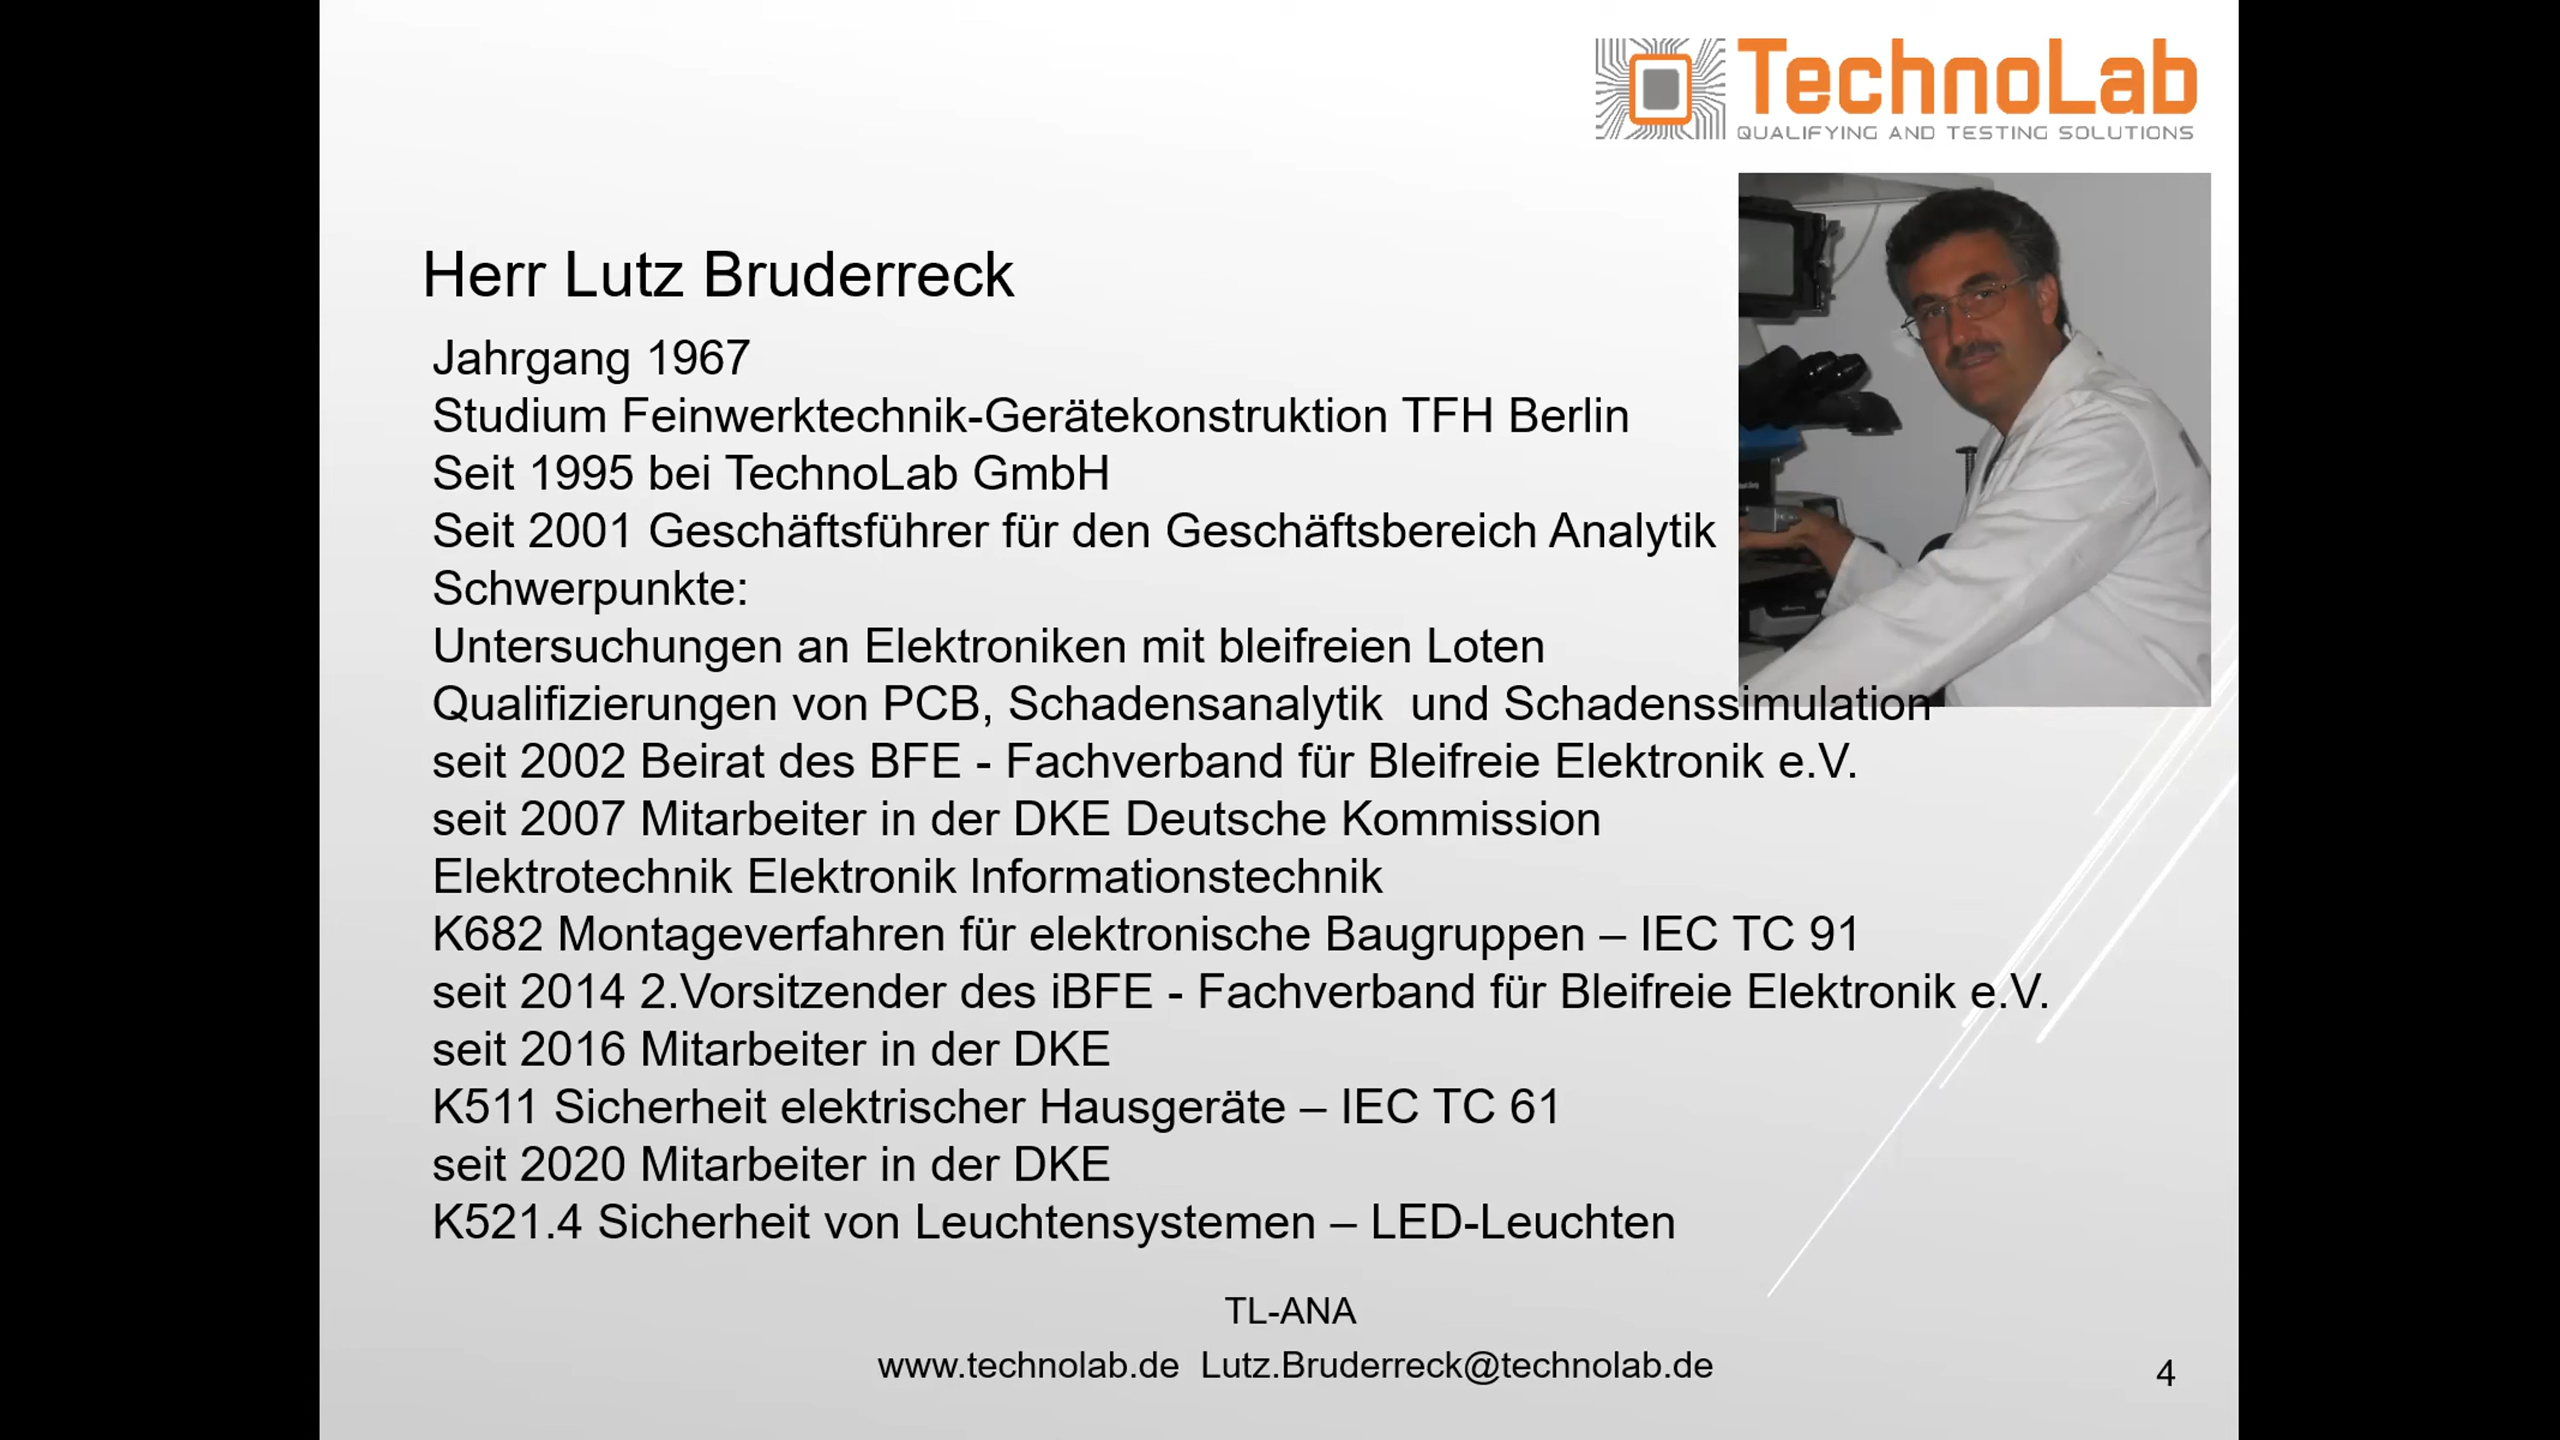 TechnoLab
QUALIFYING AND TESTING SOLUTIONS
Herr Lutz Bruderreck
Jahrgang 1967
Studium Feinwerktechnik-Gerätekonstruktion TFH Berlin
Seit 1995 bei TechnoLab GmbH
Seit 2001 Geschäftsführer für den Geschäftsbereich Analytik
Schwerpunkte:
Untersuchungen an Elektroniken mit bleifreien Loten
Qualifizierungen von PCB, Schadensanalytik  und Schadenssimulation
seit 2002 Beirat des BFE - Fachverband für Bleifreie Elektronik e.V.
seit 2007 Mitarbeiter in der DKE Deutsche Kommission
Elektrotechnik Elektronik Informationstechnik
K682 Montageverfahren für elektronische Baugruppen – IEC TC 91
seit 2014 2.Vorsitzender des iBFE - Fachverband für Bleifreie Elektronik e.V.
seit 2016 Mitarbeiter in der DKE
K511 Sicherheit elektrischer Hausgeräte – IEC TC 61
seit 2020 Mitarbeiter in der DKE
K521.4 Sicherheit von Leuchtensystemen – LED-Leuchten
TL-ANA
www.technolab.de  Lutz.Bruderreck@technolab.de
4